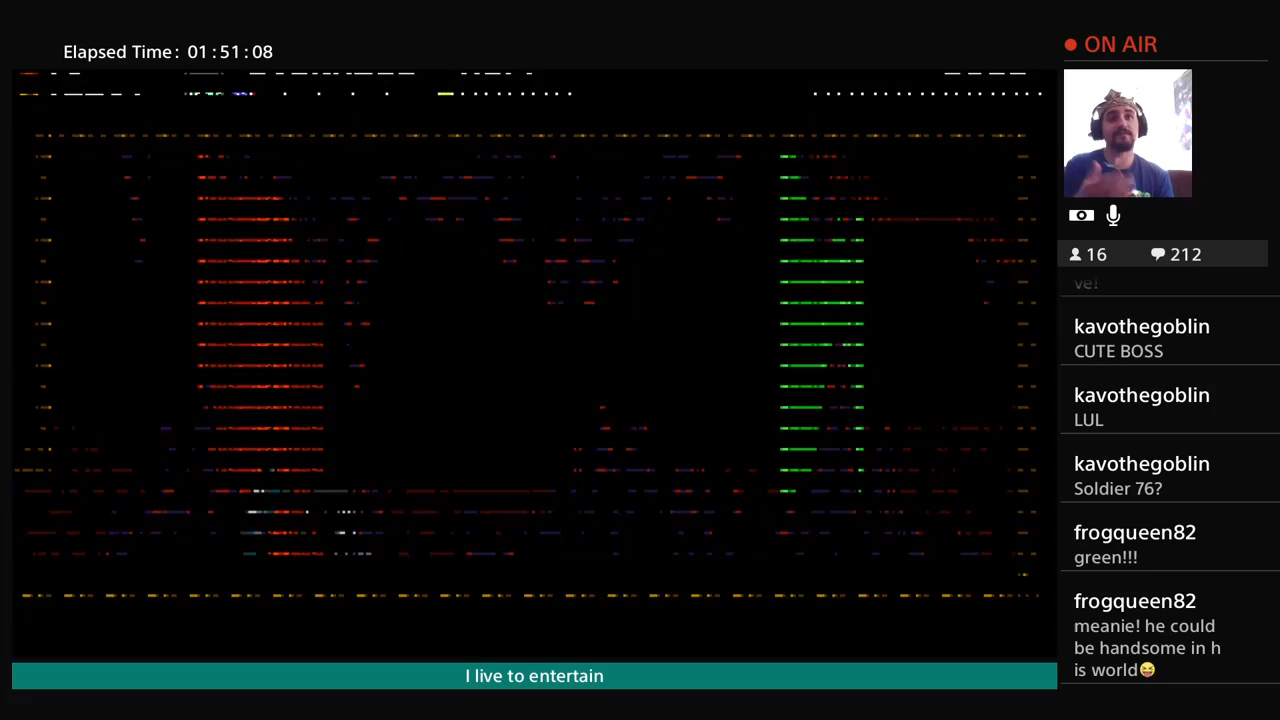 Elapsed Time: 01:51:08
ON AIR
16 212
ve!
kavothegoblin
CUTE BOSS
kavothegoblin
LUL
kavothegoblin
Soldier 76?
frogqueen82
green!!!
frogqueen82
meanie! he could
be handsome in h
is world😝
I live to entertain